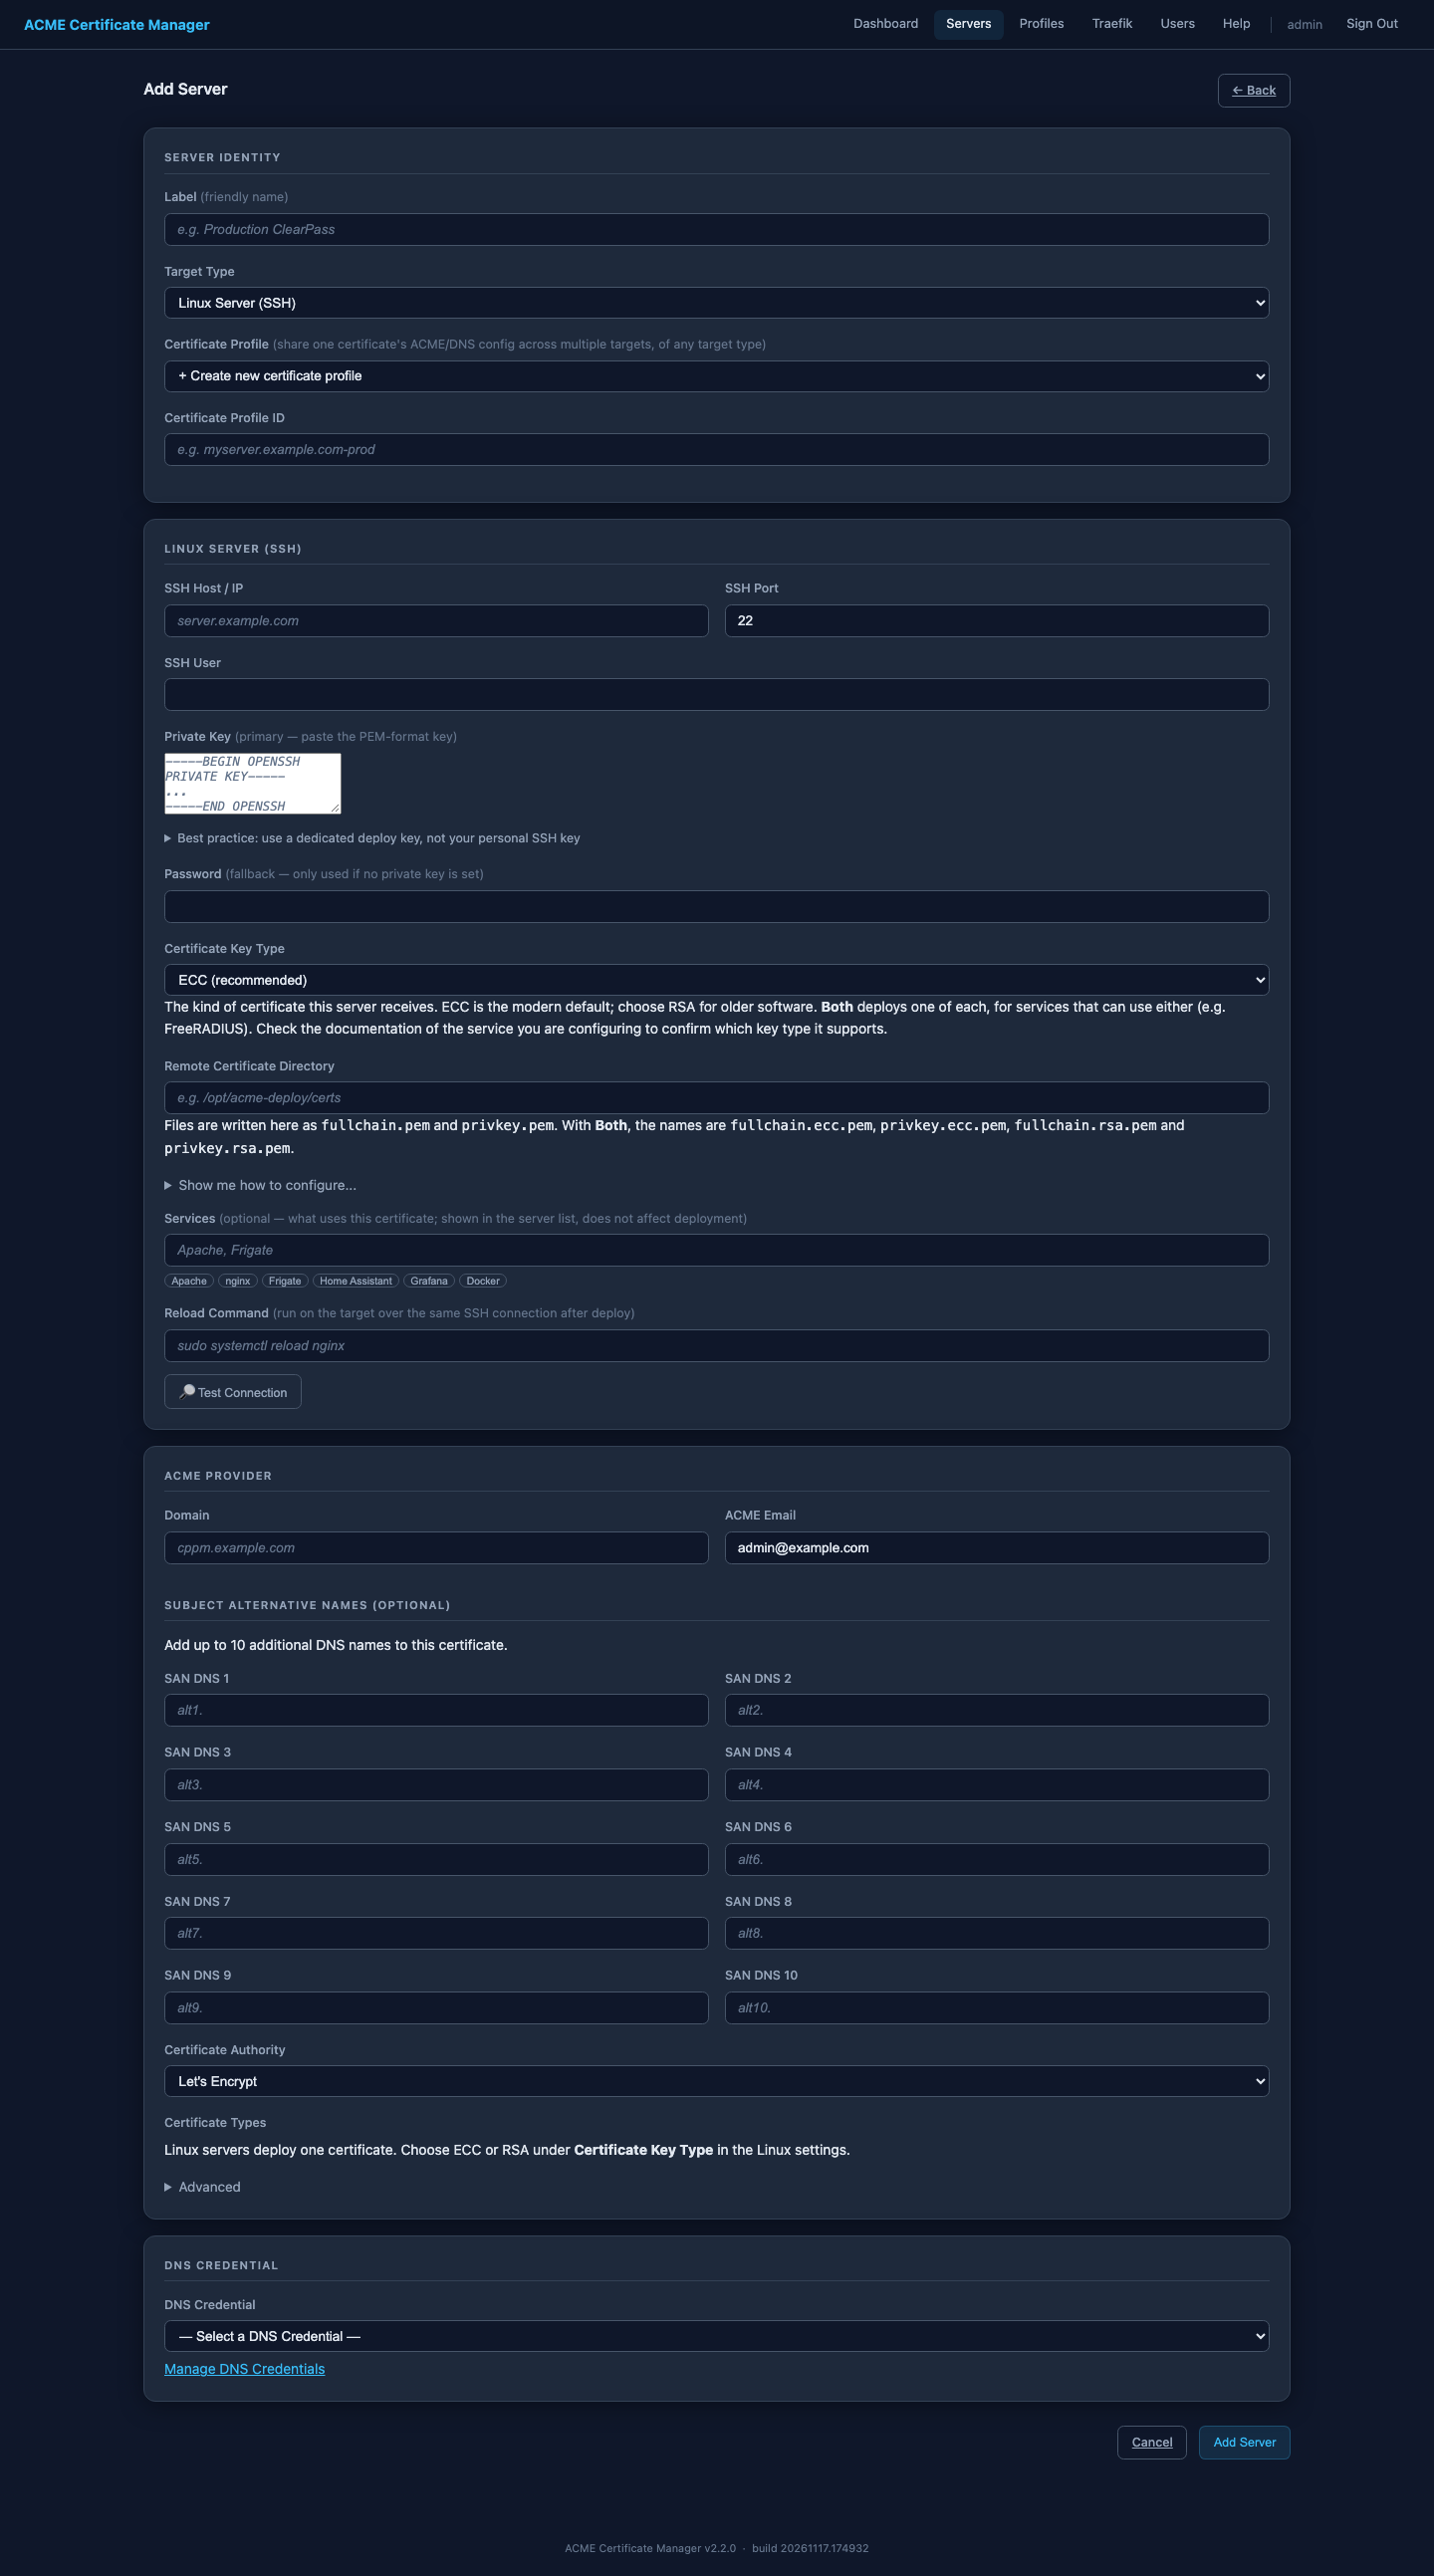 ACME Certificate Manager
Dashboard Servers Profiles Traefik Users Help admin Sign Out
Add Server
← Back
SERVER IDENTITY
Label (friendly name)
e.g. Production ClearPass
Target Type
Linux Server (SSH)
Certificate Profile (share one certificate's ACME/DNS config across multiple targets, of any target type)
+ Create new certificate profile
Certificate Profile ID
e.g. myserver.example.com-prod
LINUX SERVER (SSH)
SSH Host / IP
server.example.com
SSH Port
22
SSH User
Private Key (primary — paste the PEM-format key)
-----BEGIN OPENSSH
PRIVATE KEY-----
...
-----END OPENSSH
▶ Best practice: use a dedicated deploy key, not your personal SSH key
Password (fallback — only used if no private key is set)
Certificate Key Type
ECC (recommended)
The kind of certificate this server receives. ECC is the modern default; choose RSA for older software. Both deploys one of each, for services that can use either (e.g.
FreeRADIUS). Check the documentation of the service you are configuring to confirm which key type it supports.
Remote Certificate Directory
e.g. /opt/acme-deploy/certs
Files are written here as fullchain.pem and privkey.pem. With Both, the names are fullchain.ecc.pem, privkey.ecc.pem, fullchain.rsa.pem and
privkey.rsa.pem.
▶ Show me how to configure...
Services (optional — what uses this certificate; shown in the server list, does not affect deployment)
Apache, Frigate
Apache nginx Frigate Home Assistant Grafana Docker
Reload Command (run on the target over the same SSH connection after deploy)
sudo systemctl reload nginx
Test Connection
ACME PROVIDER
Domain
cppm.example.com
ACME Email
admin@example.com
SUBJECT ALTERNATIVE NAMES (OPTIONAL)
Add up to 10 additional DNS names to this certificate.
SAN DNS 1
alt1.
SAN DNS 2
alt2.
SAN DNS 3
alt3.
SAN DNS 4
alt4.
SAN DNS 5
alt5.
SAN DNS 6
alt6.
SAN DNS 7
alt7.
SAN DNS 8
alt8.
SAN DNS 9
alt9.
SAN DNS 10
alt10.
Certificate Authority
Let's Encrypt
Certificate Types
Linux servers deploy one certificate. Choose ECC or RSA under Certificate Key Type in the Linux settings.
▶ Advanced
DNS CREDENTIAL
DNS Credential
— Select a DNS Credential —
Manage DNS Credentials
Cancel
Add Server
ACME Certificate Manager v2.2.0 · build 20261117.174932